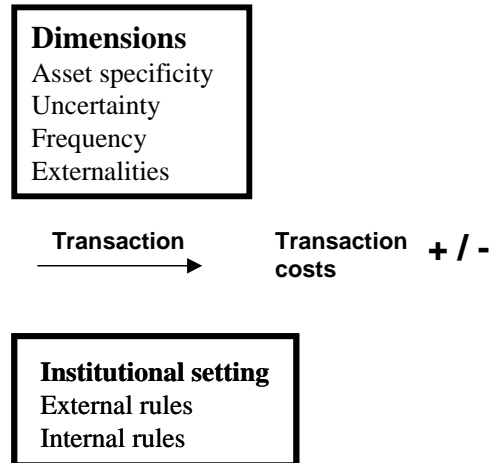 Dimensions
Asset specificity
Uncertainty
Frequency
Externalities
Transaction
Transaction + / -
costs
Institutional setting
External rules
Internal rules